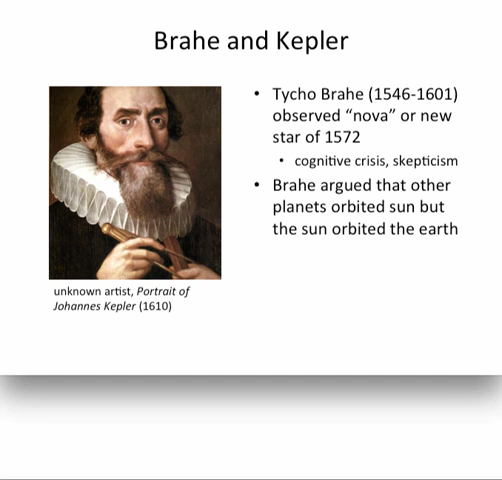 Brahe and Kepler
• Tycho Brahe (1546-1601)
observed “nova” or new
star of 1572
• cognitive crisis, skepticism
• Brahe argued that other
planets orbited sun but
the sun orbited the earth
unknown artist, Portrait of
Johannes Kepler (1610)